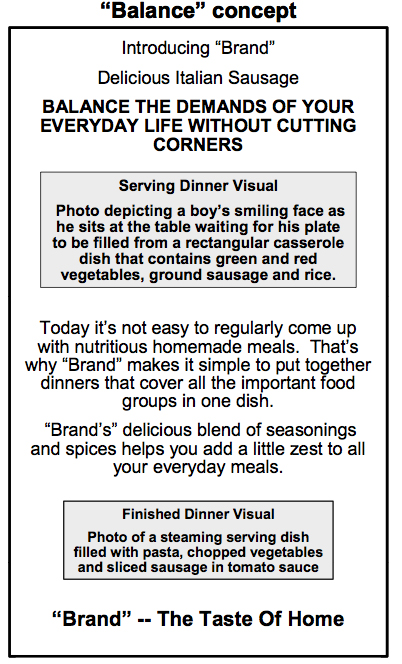 “Balance” concept
Introducing “Brand”
Delicious Italian Sausage
BALANCE THE DEMANDS OF YOUR
EVERYDAY LIFE WITHOUT CUTTING
CORNERS
Serving Dinner Visual
Photo depicting a boy’s smiling face as
he sits at the table waiting for his plate
to be filled from a rectangular casserole
dish that contains green and red
vegetables, ground sausage and rice.
Today it’s not easy to regularly come up
with nutritious homemade meals.  That’s
why “Brand” makes it simple to put together
dinners that cover all the important food
groups in one dish.
“Brand’s” delicious blend of seasonings
and spices helps you add a little zest to all
your everyday meals.
Finished Dinner Visual
Photo of a steaming serving dish
filled with pasta, chopped vegetables
and sliced sausage in tomato sauce
“Brand” -- The Taste Of Home